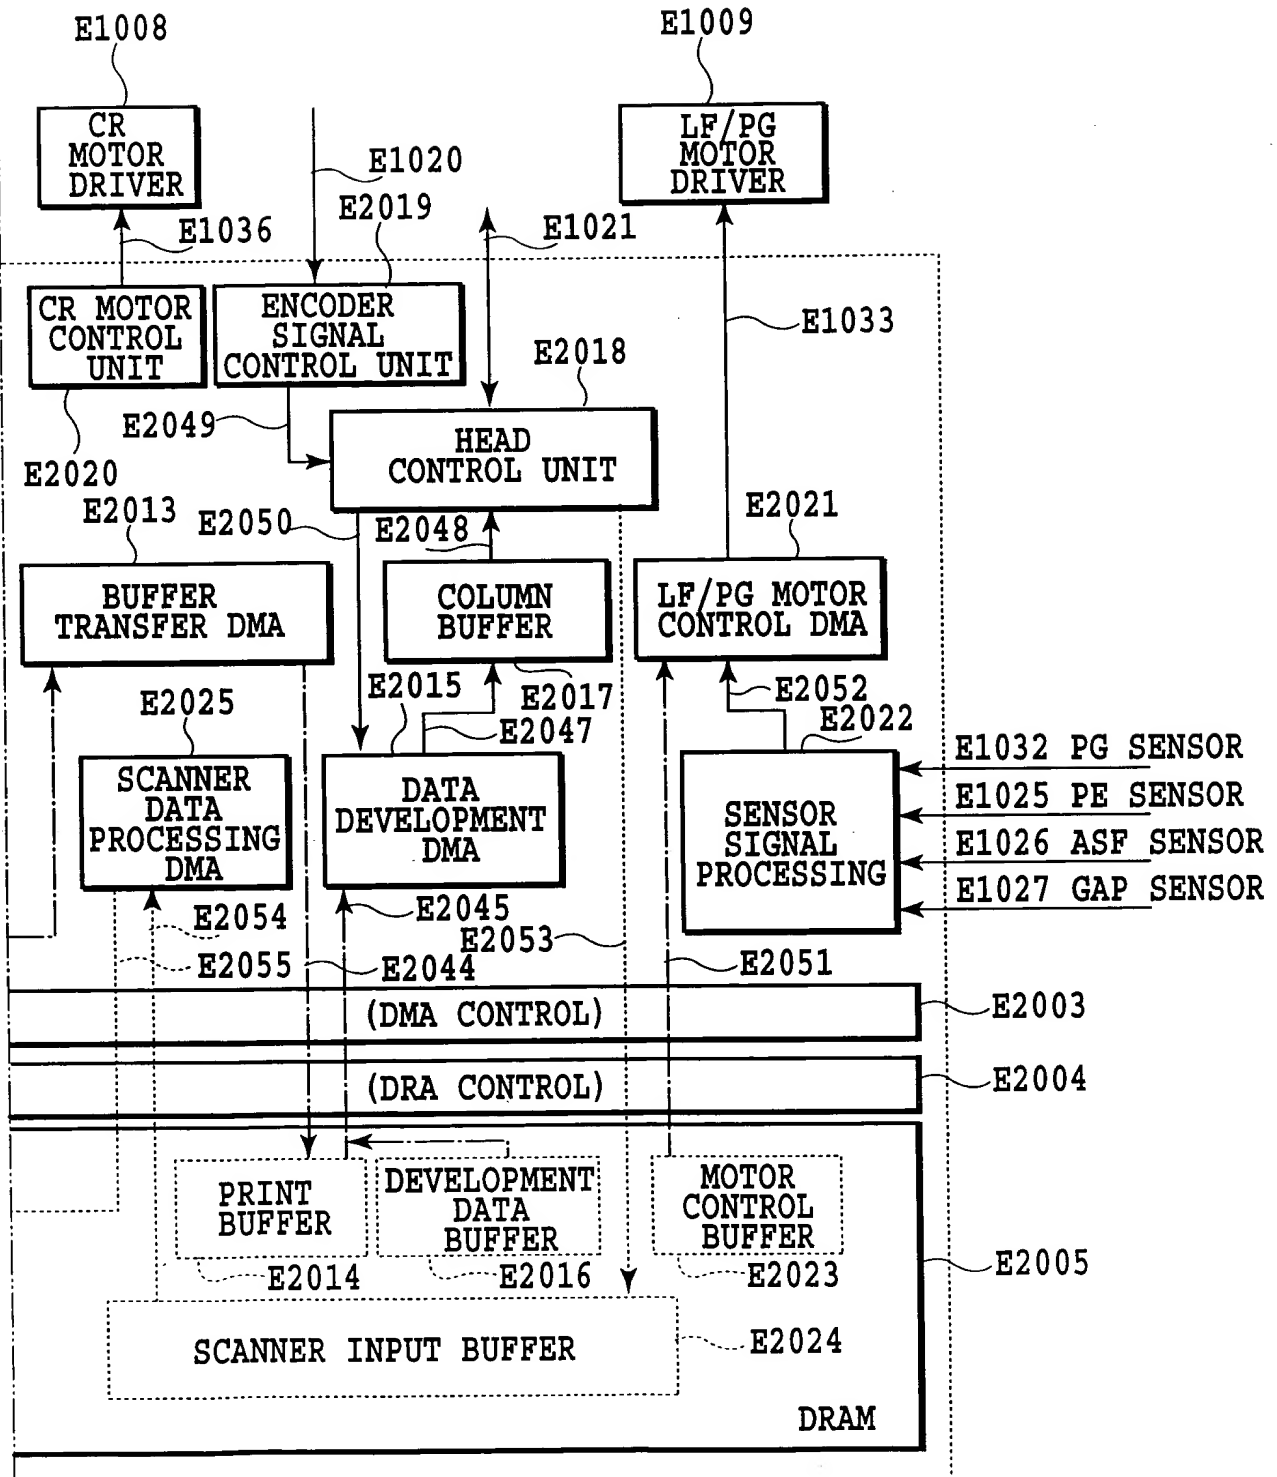 E1008
E1009
CR
MOTOR
DRIVER
LF/PG
MOTOR
DRIVER
E1020
E2019
E1036
E1021
CR MOTOR
CONTROL
UNIT
ENCODER
SIGNAL
CONTROL UNIT
E1033
E2018
E2049
HEAD
CONTROL UNIT
E2020
E2013
E2050
E2048
E2021
BUFFER
TRANSFER DMA
COLUMN
BUFFER
LF/PG MOTOR
CONTROL DMA
E2015
E2017
E2052
E2025
E2047
E2022
SCANNER
DATA
PROCESSING
DMA
DATA
DEVELOPMENT
DMA
SENSOR
SIGNAL
PROCESSING
E1032 PG SENSOR
E1025 PE SENSOR
E1026 ASF SENSOR
E1027 GAP SENSOR
E2054
E2045
E2053
E2055
E2044
E2051
(DMA CONTROL)
E2003
(DRA CONTROL)
E2004
PRINT
BUFFER
DEVELOPMENT
DATA
BUFFER
MOTOR
CONTROL
BUFFER
E2014
E2016
E2023
E2005
SCANNER INPUT BUFFER
E2024
DRAM